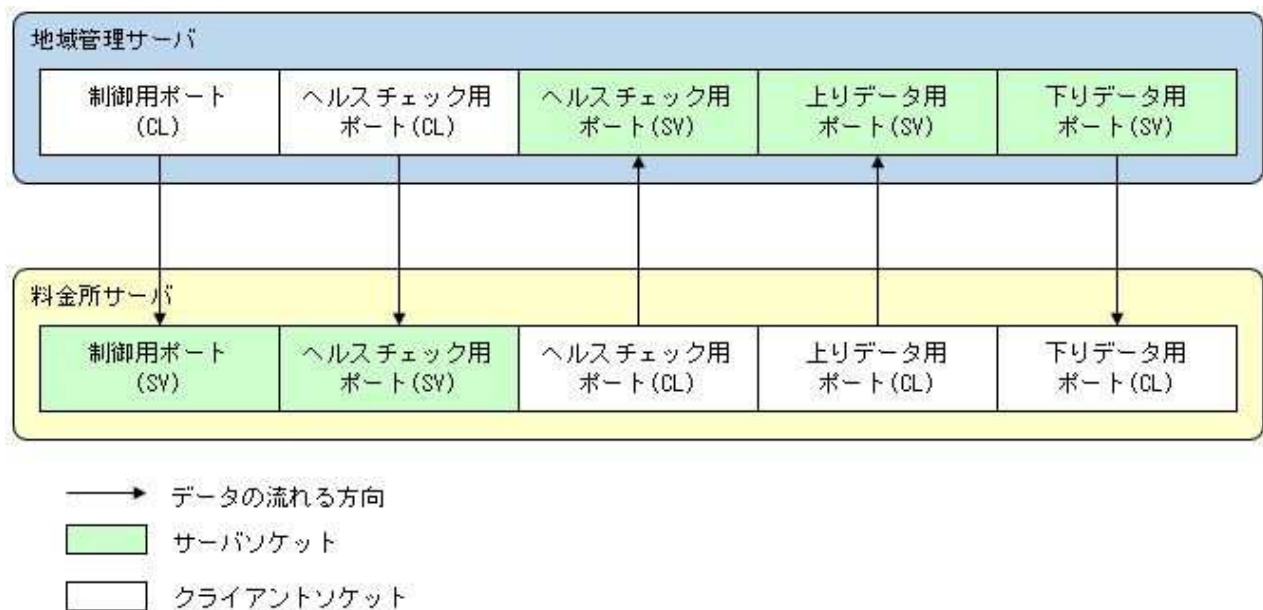 地域管理サーバ
制御用ポート
(CL)
ヘルスチェック用
ポート(CL)
ヘルスチェック用
ポート(SV)
上りデータ用
ポート(SV)
下りデータ用
ポート(SV)
料金所サーバ
制御用ポート
(SV)
ヘルスチェック用
ポート(SV)
ヘルスチェック用
ポート(CL)
上りデータ用
ポート(CL)
下りデータ用
ポート(CL)
データの流れる方向
サーバソケット
クライアントソケット